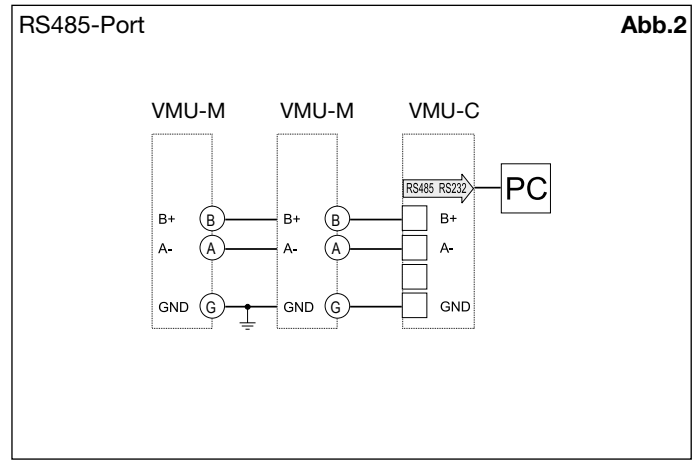 RS485-Port Abb.2
VMU-M VMU-M VMU-C
RS485 RS232 PC
B+ B B+ B B+
A- A A- A A-
GND G GND G GND